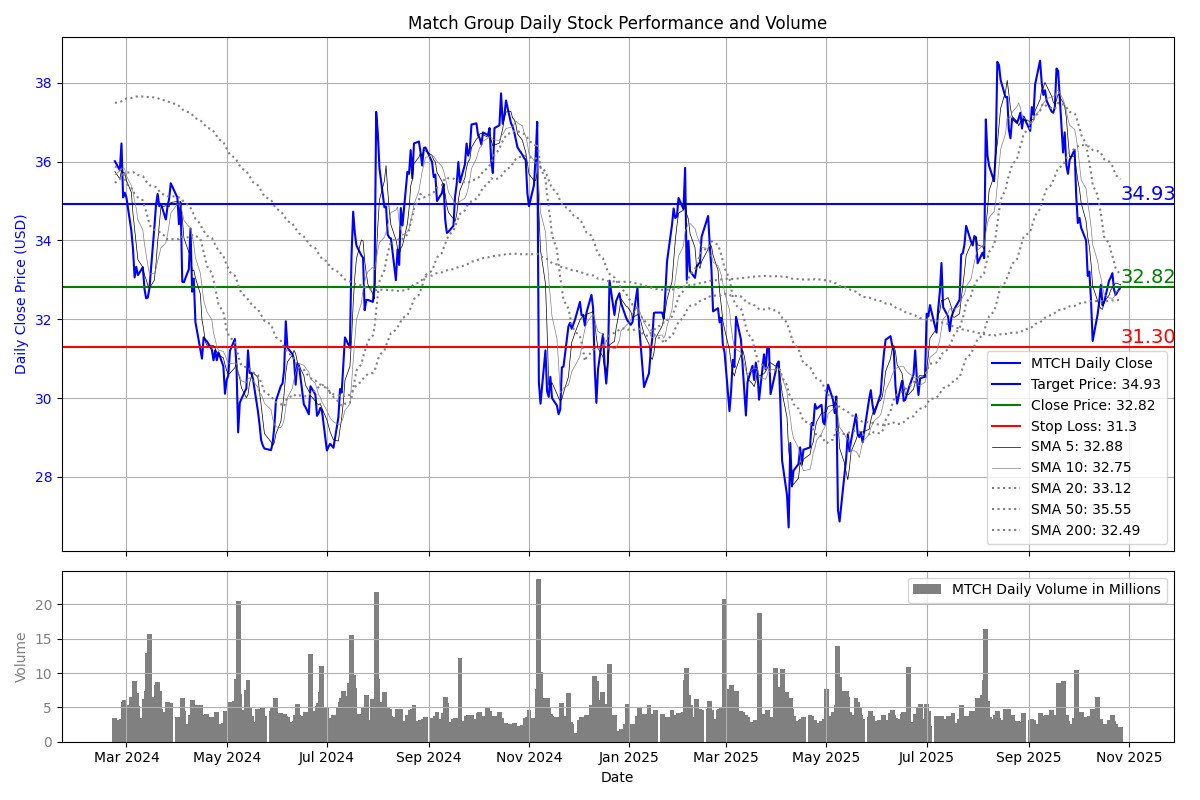 Match Group Daily Stock Performance and Volume
Daily Close Price (USD)
38
36
34
32
30
28
34.93
32.82
31.30
MTCH Daily Close
Target Price: 34.93
Close Price: 32.82
Stop Loss: 31.3
SMA 5: 32.88
SMA 10: 32.75
SMA 20: 33.12
SMA 50: 35.55
SMA 200: 32.49
Volume
20
15
10
5
0
MTCH Daily Volume in Millions
Mar 2024 May 2024 Jul 2024 Sep 2024 Nov 2024 Jan 2025 Mar 2025 May 2025 Jul 2025 Sep 2025 Nov 2025
Date